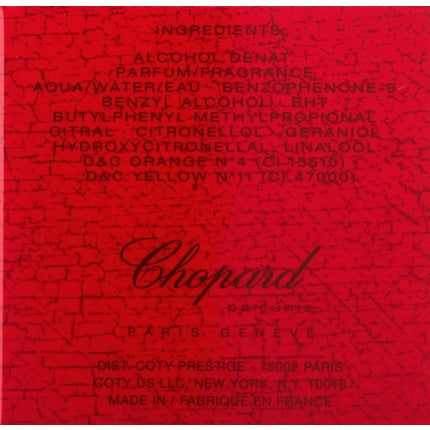 INGREDIENTS:
ALCOHOL DENAT.
PARFUM/FRAGRANCE
AQUA/WATER/EAU - BENZOPHENONE-3
BENZYL ALCOHOL - BHT
BUTYLPHENYL METHYLPROPIONAL
CITRAL - CITRONELLOL - GERANIOL
HYDROXYCITRONELLAL - LINALOOL
D&C ORANGE N°4 (CI 15510)
D&C YELLOW N°11 (CI 47000)
Chopard
parfums
PARIS GENÈVE
DIST. COTY PRESTIGE - 75002 PARIS
COTY US LLC, NEW YORK, N.Y. 10016
MADE IN / FABRIQUÉ EN FRANCE